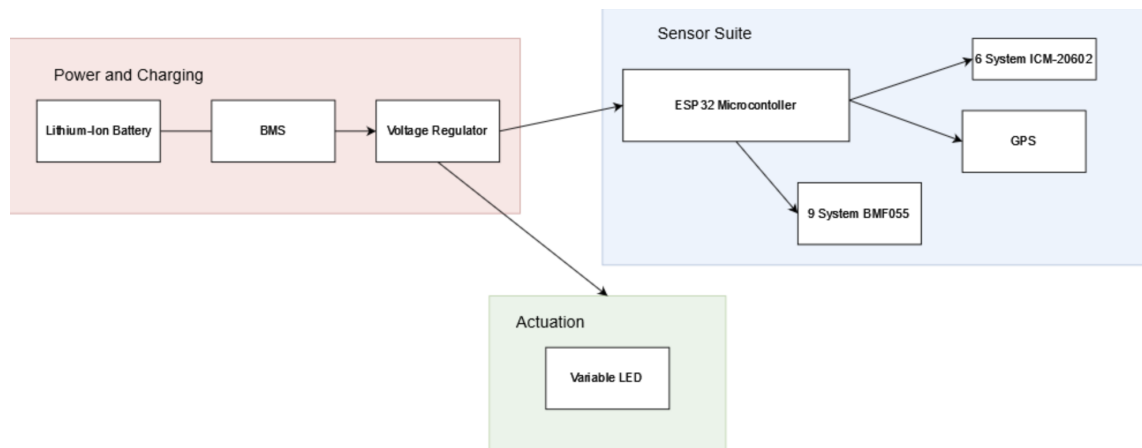 Sensor Suite
Power and Charging
6 System ICM-20602
ESP32 Microcontoller
Lithium-Ion Battery
BMS
Voltage Regulator
GPS
9 System BMF055
Actuation
Variable LED